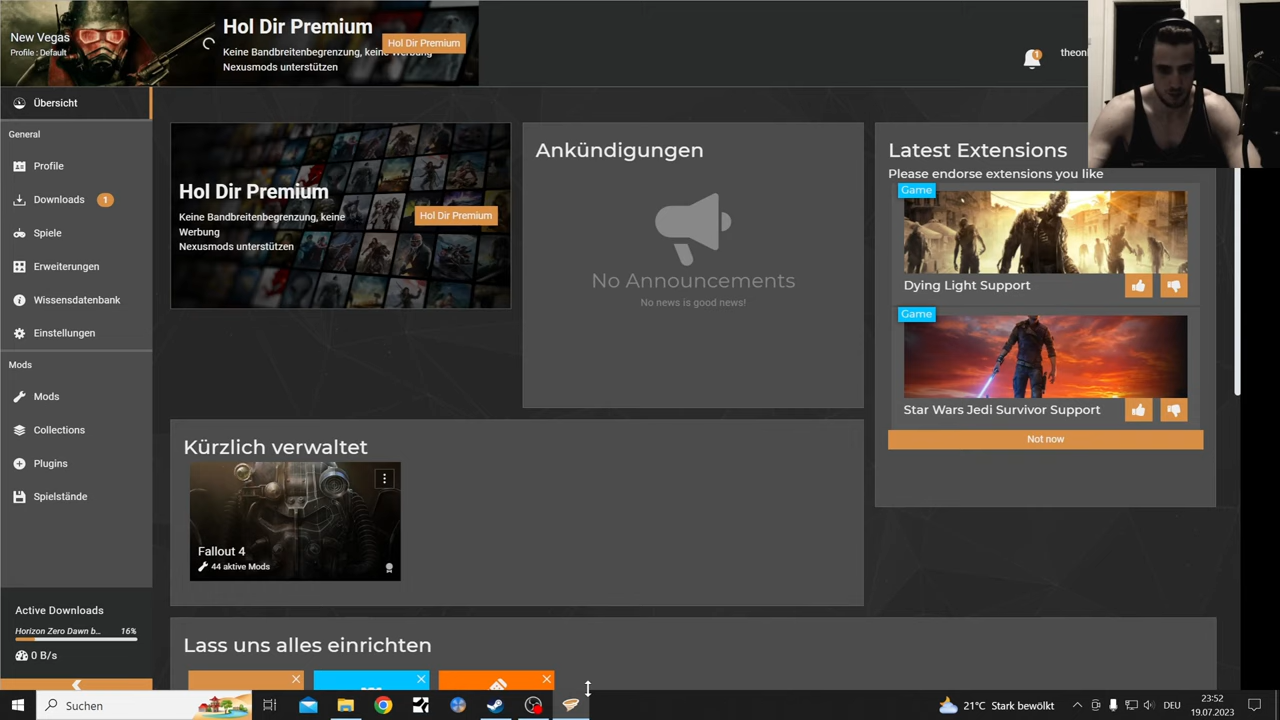 New Vegas
Profile : Default
Hol Dir Premium
Keine Bandbreitenbegrenzung, keine Werbung
Nexusmods unterstützen
Hol Dir Premium
1
Übersicht
General
Profile
Downloads 1
Spiele
Erweiterungen
Wissensdatenbank
Einstellungen
Mods
Mods
Collections
Plugins
Spielstände
Active Downloads
Horizon Zero Dawn b... 16%
0 B/s
Hol Dir Premium
Keine Bandbreitenbegrenzung, keine
Werbung
Nexusmods unterstützen
Hol Dir Premium
Ankündigungen
No Announcements
No news is good news!
Latest Extensions
Please endorse extensions you like
Game
Dying Light Support
Game
Star Wars Jedi Survivor Support
Not now
Kürzlich verwaltet
Fallout 4
44 aktive Mods
Lass uns alles einrichten
Suchen
21°C Stark bewölkt
DEU
23:52
19.07.2023